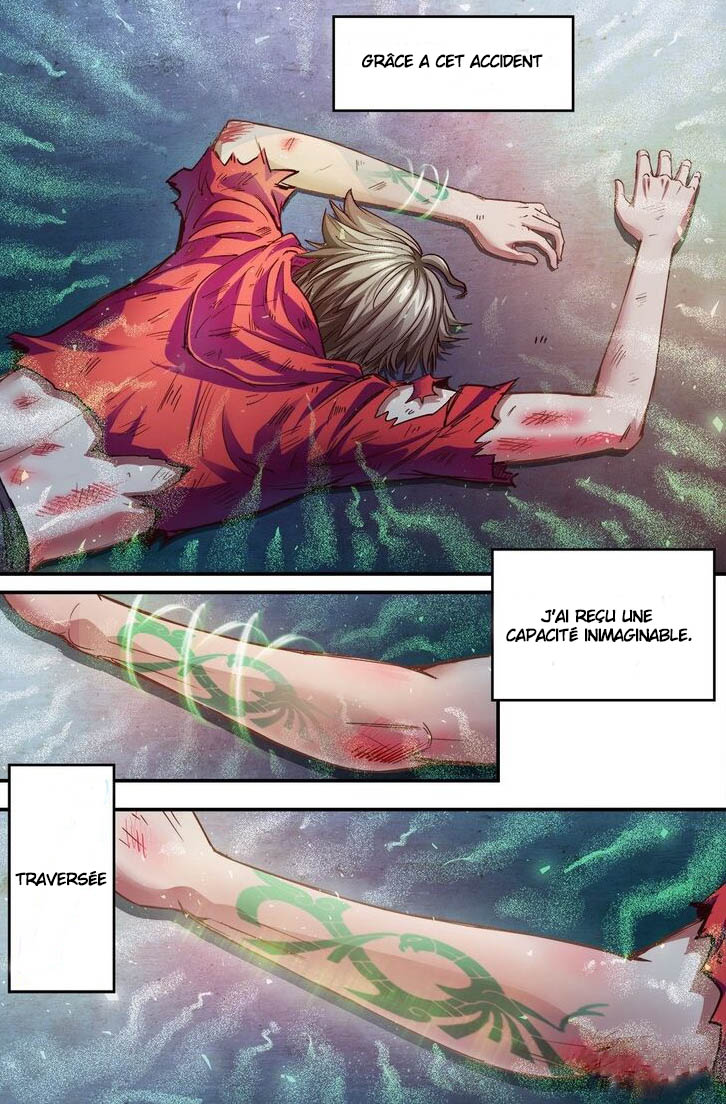 GRÂCE A CET ACCIDENT
J'AI REÇU UNE
CAPACITÉ INIMAGINABLE.
TRAVERSÉE